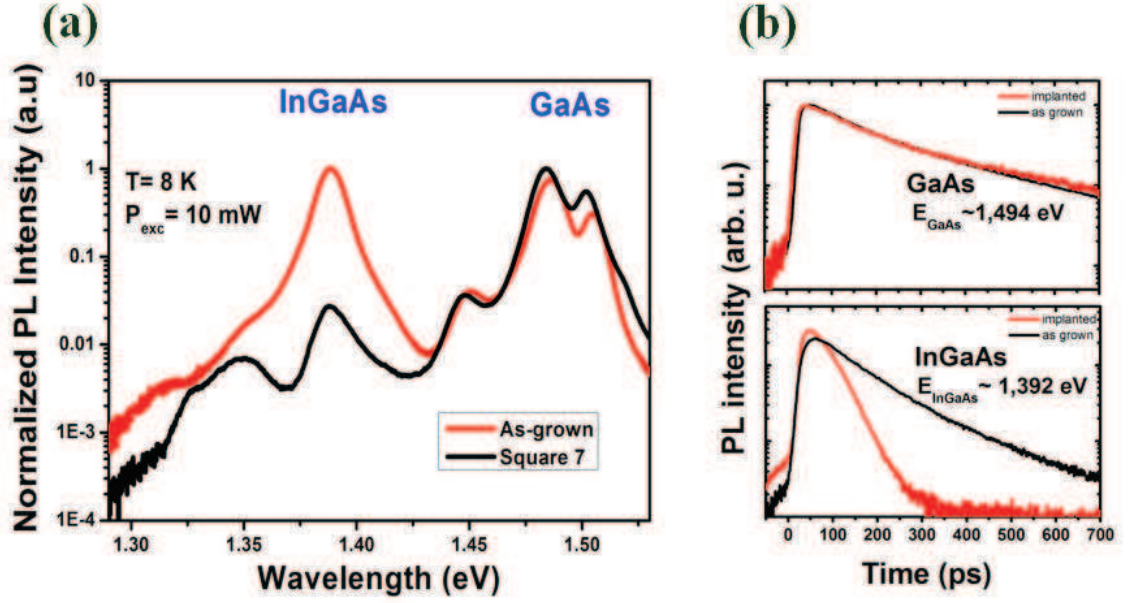 (a)
Normalized PL Intensity (a.u)
10
1
0.1
0.01
1E-3
1E-4
InGaAs
GaAs
T= 8 K
Pexc= 10 mW
As-grown
Square 7
1.30
1.35
1.40
1.45
1.50
Wavelength (eV)
(b)
PL intensity (arb. u.)
implanted
as grown
GaAs
EGaAs ~1,494 eV
implanted
as grown
InGaAs
EInGaAs~ 1,392 eV
0
100
200
300
400
500
600
700
Time (ps)